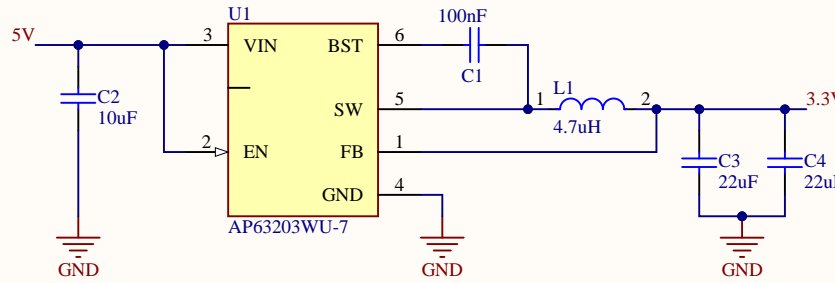 U1
100nF
5V
3
VIN
BST
6
C1
C2
10uF
SW
5
1
L1
2
3.3V
4.7uH
2
EN
FB
1
C3
22uF
C4
22uF
GND
4
AP63203WU-7
GND
GND
GND